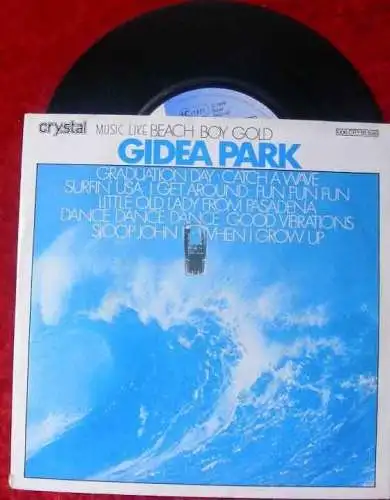 crystal MUSIC LIKE BEACH BOY GOLD
GIDEA PARK
GRADUATION DAY · CATCH A WAVE
SURFIN' USA · I GET AROUND · FUN FUN FUN
LITTLE OLD LADY FROM PASADENA
DANCE DANCE DANCE · GOOD VIBRATIONS
SLOOP JOHN WHEN I GROW UP